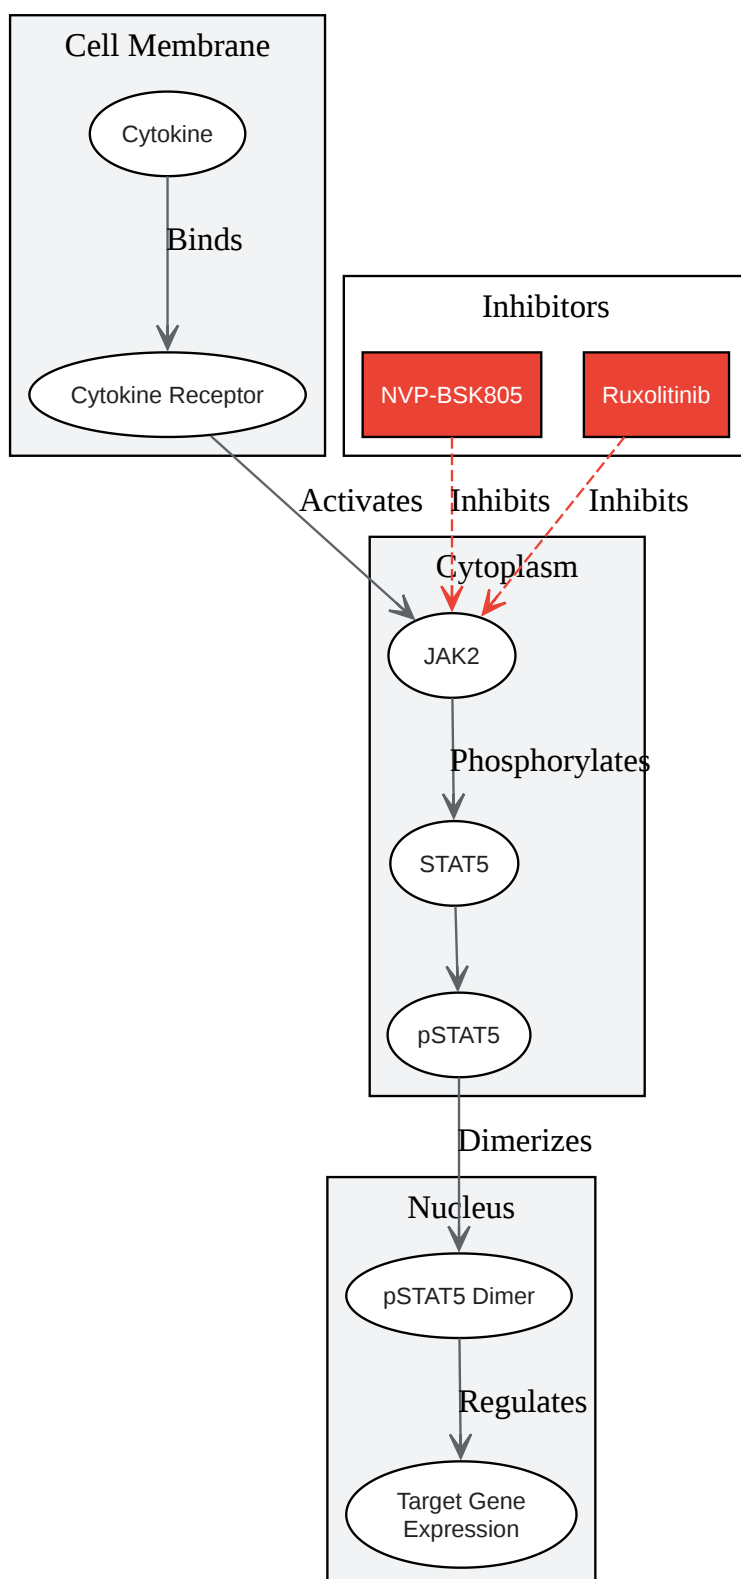 Cell Membrane
Cytokine
Binds
Cytokine Receptor
Inhibitors
NVP-BSK805
Ruxolitinib
Activates
Inhibits
Inhibits
Cytoplasm
JAK2
Phosphorylates
STAT5
pSTAT5
Dimerizes
Nucleus
pSTAT5 Dimer
Regulates
Target Gene
Expression